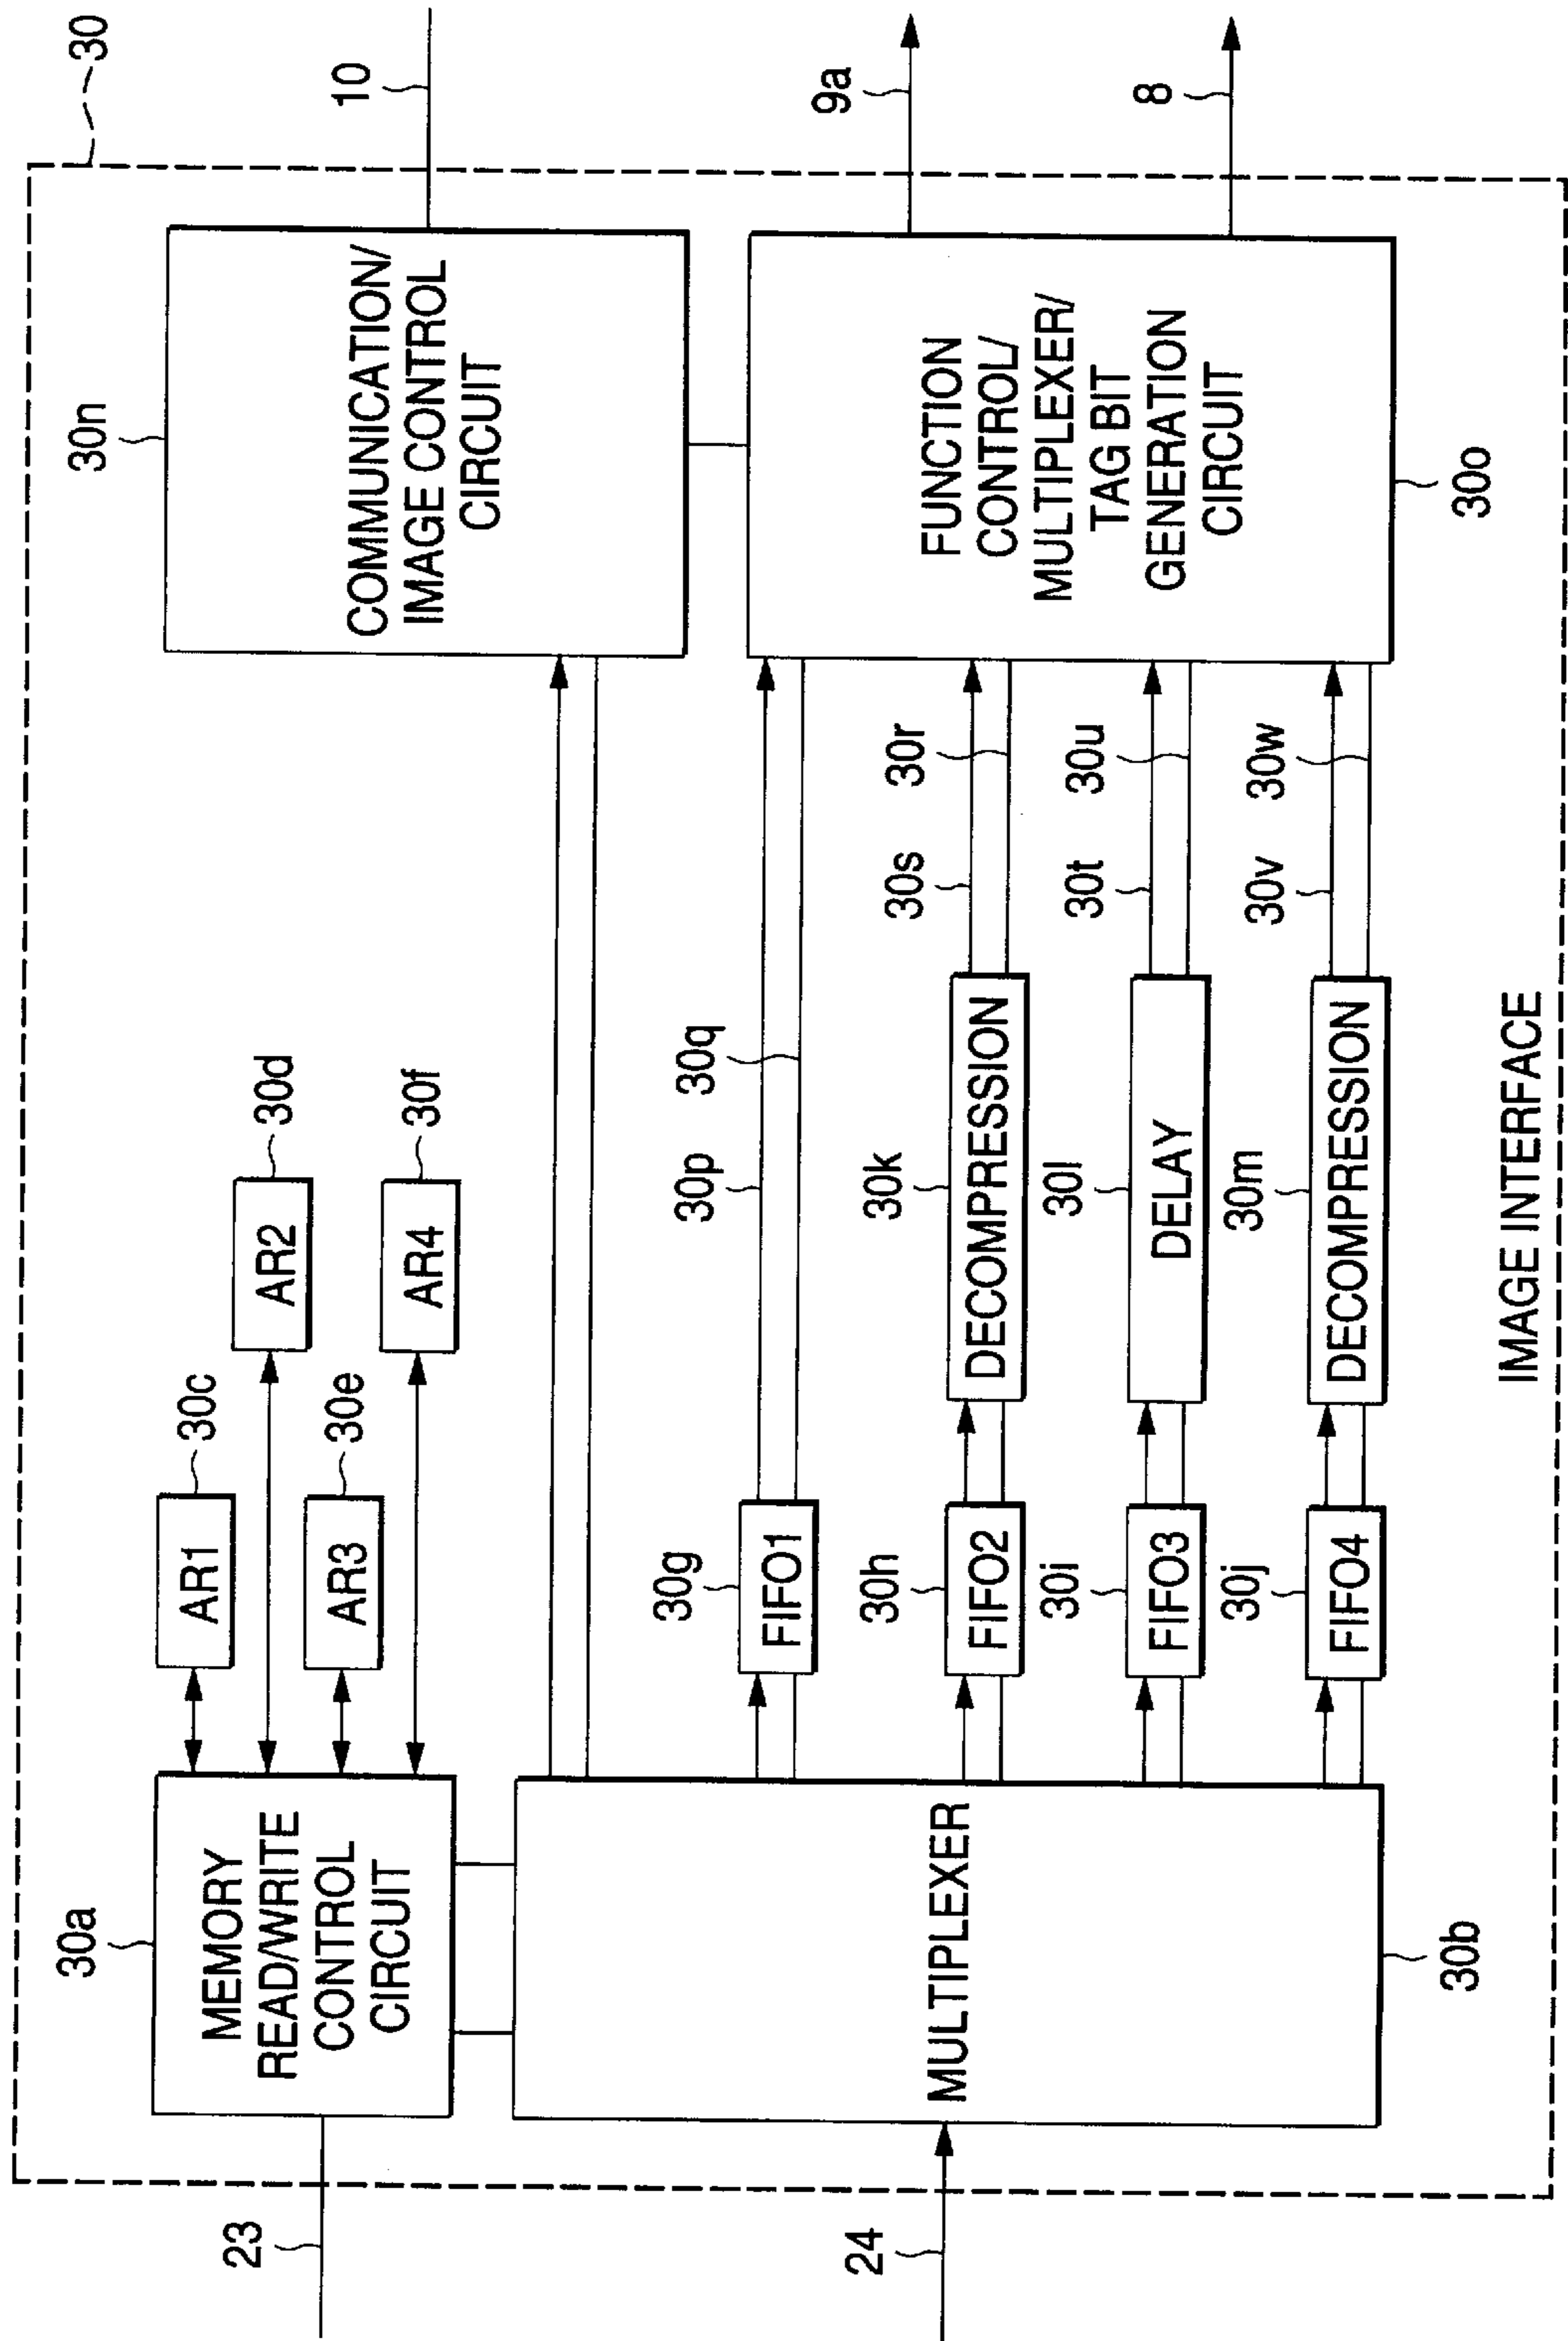 30
23
24
10
9a
8
30a
MEMORY
READ/WRITE
CONTROL
CIRCUIT
AR1
30c
AR2
30d
AR3
30e
AR4
30f
30n
COMMUNICATION/
IMAGE CONTROL
CIRCUIT
MULTIPLEXER
30b
30g
FIFO1
30p
30q
30h
FIFO2
30k
DECOMPRESSION
30s
30r
30i
FIFO3
30l
DELAY
30t
30u
30j
FIFO4
30m
DECOMPRESSION
30v
30w
FUNCTION
CONTROL/
MULTIPLEXER/
TAG BIT
GENERATION
CIRCUIT
30o
IMAGE INTERFACE